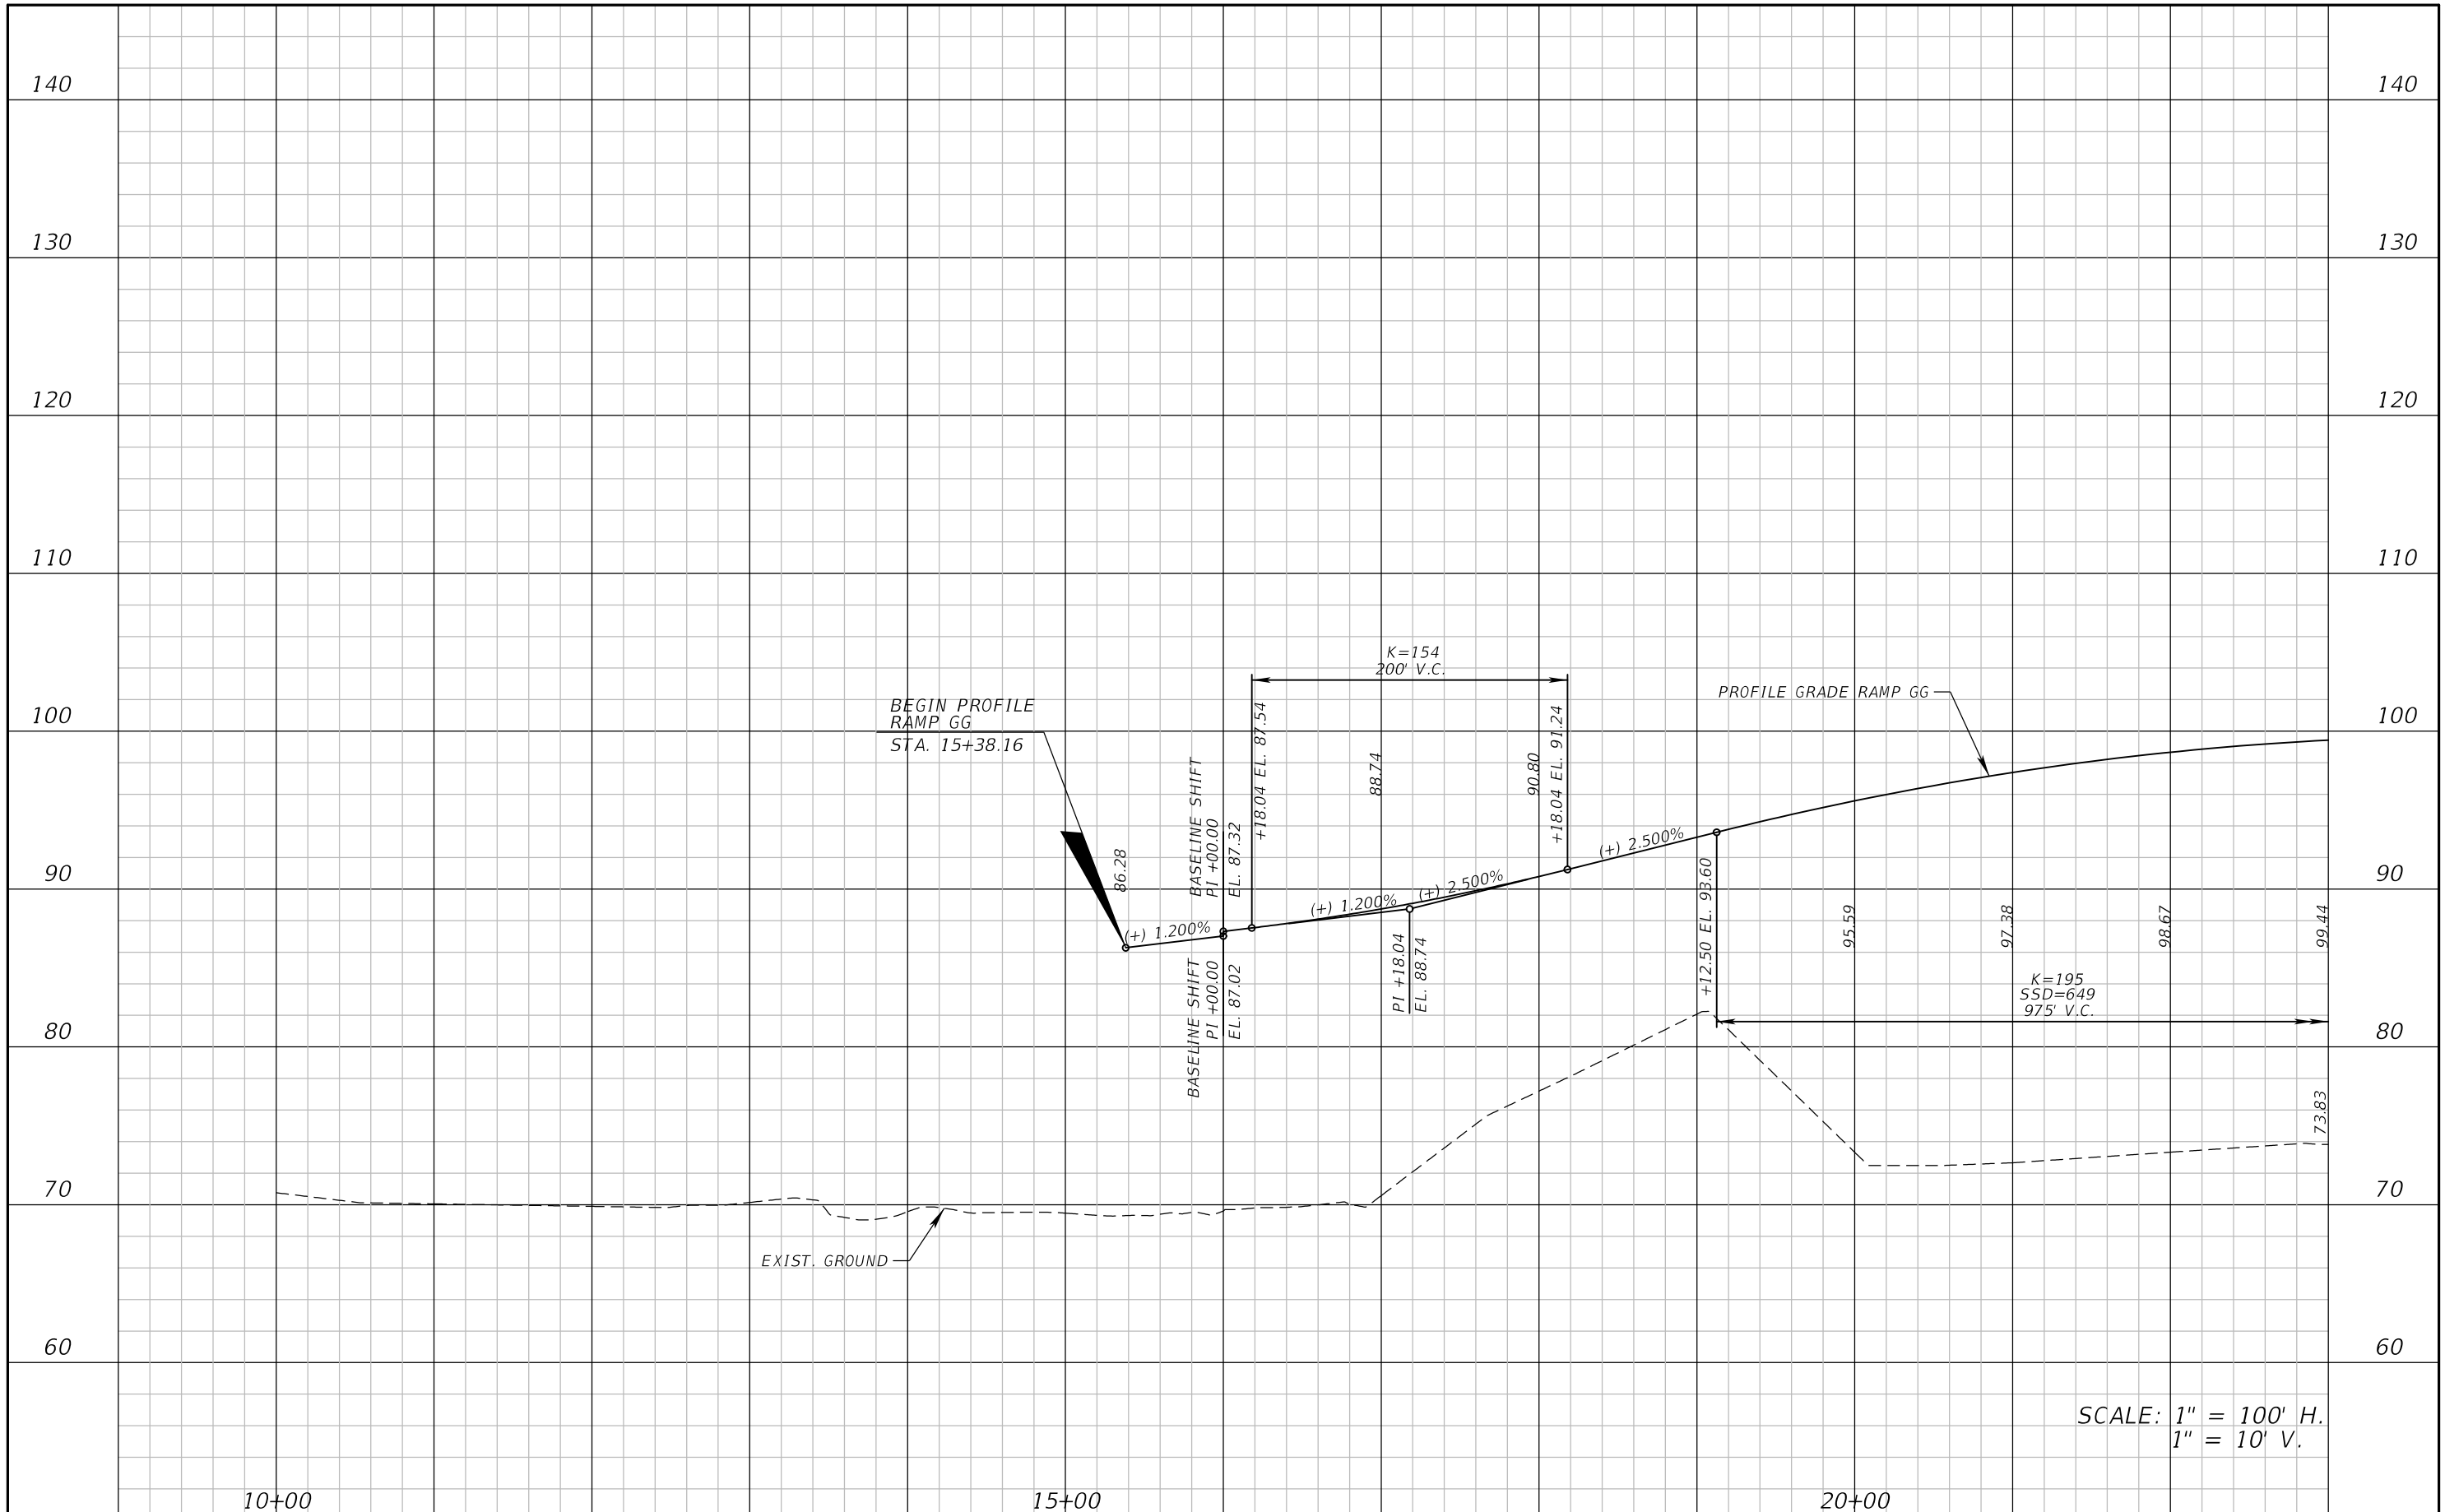 140
140
130
130
120
120
110
110
100
100
90
90
80
80
70
70
60
60
K=154
200' V.C.
BEGIN PROFILE
RAMP GG
STA. 15+38.16
PROFILE GRADE RAMP GG
86.28
BASELINE SHIFT
PI +00.00
EL. 87.32
+18.04 EL. 87.54
88.74
90.80
+18.04 EL. 91.24
(+) 1.200%
(+) 1.200%
(+) 2.500%
(+) 2.500%
BASELINE SHIFT
PI +00.00
EL. 87.02
PI +18.04
EL. 88.74
+12.50 EL. 93.60
95.59
97.38
98.67
99.44
K=195
SSD=649
975' V.C.
73.83
EXIST. GROUND
SCALE: 1" = 100' H.
1" = 10' V.
10+00
15+00
20+00